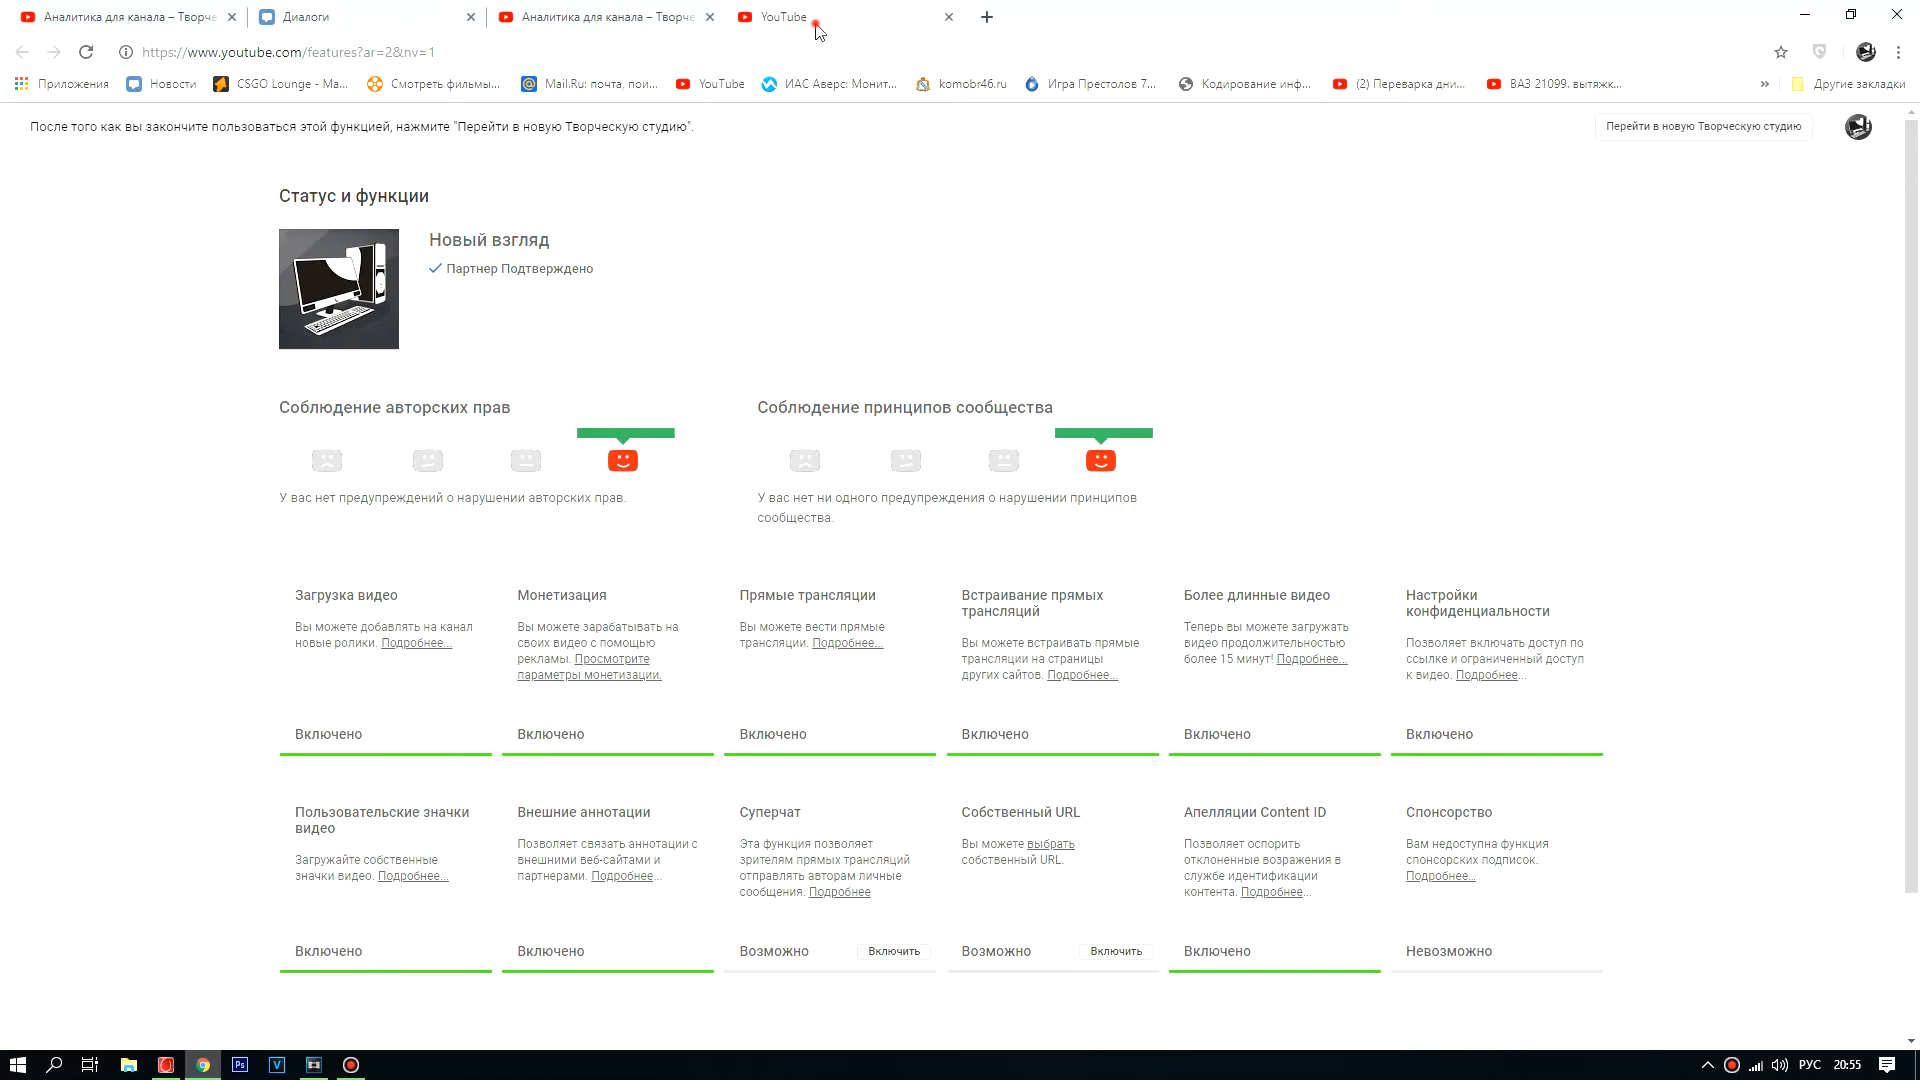 Аналитика для канала – Творче
Диалоги
Аналитика для канала – Творче
YouTube
https://www.youtube.com/features?ar=2&nv=1
Приложения
Новости
CSGO Lounge - Ma...
Смотреть фильмы...
Mail.Ru: почта, пои...
YouTube
ИАС Аверс: Монит...
komobr46.ru
Игра Престолов 7...
Кодирование инф...
(2) Переварка дни...
ВАЗ 21099. вытяжк...
»
Другие закладки
После того как вы закончите пользоваться этой функцией, нажмите "Перейти в новую Творческую студию".
Перейти в новую Творческую студию
Статус и функции
Новый взгляд
Партнер Подтверждено
Соблюдение авторских прав
У вас нет предупреждений о нарушении авторских прав.
Соблюдение принципов сообщества
У вас нет ни одного предупреждения о нарушении принципов
сообщества.
Загрузка видео
Вы можете добавлять на канал
новые ролики. Подробнее...
Включено
Монетизация
Вы можете зарабатывать на
своих видео с помощью
рекламы. Просмотрите
параметры монетизации.
Включено
Прямые трансляции
Вы можете вести прямые
трансляции. Подробнее...
Включено
Встраивание прямых
трансляций
Вы можете встраивать прямые
трансляции на страницы
других сайтов. Подробнее...
Включено
Более длинные видео
Теперь вы можете загружать
видео продолжительностью
более 15 минут! Подробнее...
Включено
Настройки
конфиденциальности
Позволяет включать доступ по
ссылке и ограниченный доступ
к видео. Подробнее...
Включено
Пользовательские значки
видео
Загружайте собственные
значки видео. Подробнее...
Включено
Внешние аннотации
Позволяет связать аннотации с
внешними веб-сайтами и
партнерами. Подробнее...
Включено
Суперчат
Эта функция позволяет
зрителям прямых трансляций
отправлять авторам личные
сообщения. Подробнее
Возможно
Включить
Собственный URL
Вы можете выбрать
собственный URL.
Возможно
Включить
Апелляции Content ID
Позволяет оспорить
отклоненные возражения в
службе идентификации
контента. Подробнее...
Включено
Спонсорство
Вам недоступна функция
спонсорских подписок.
Подробнее...
Невозможно
Ps
V
РУС
20:55